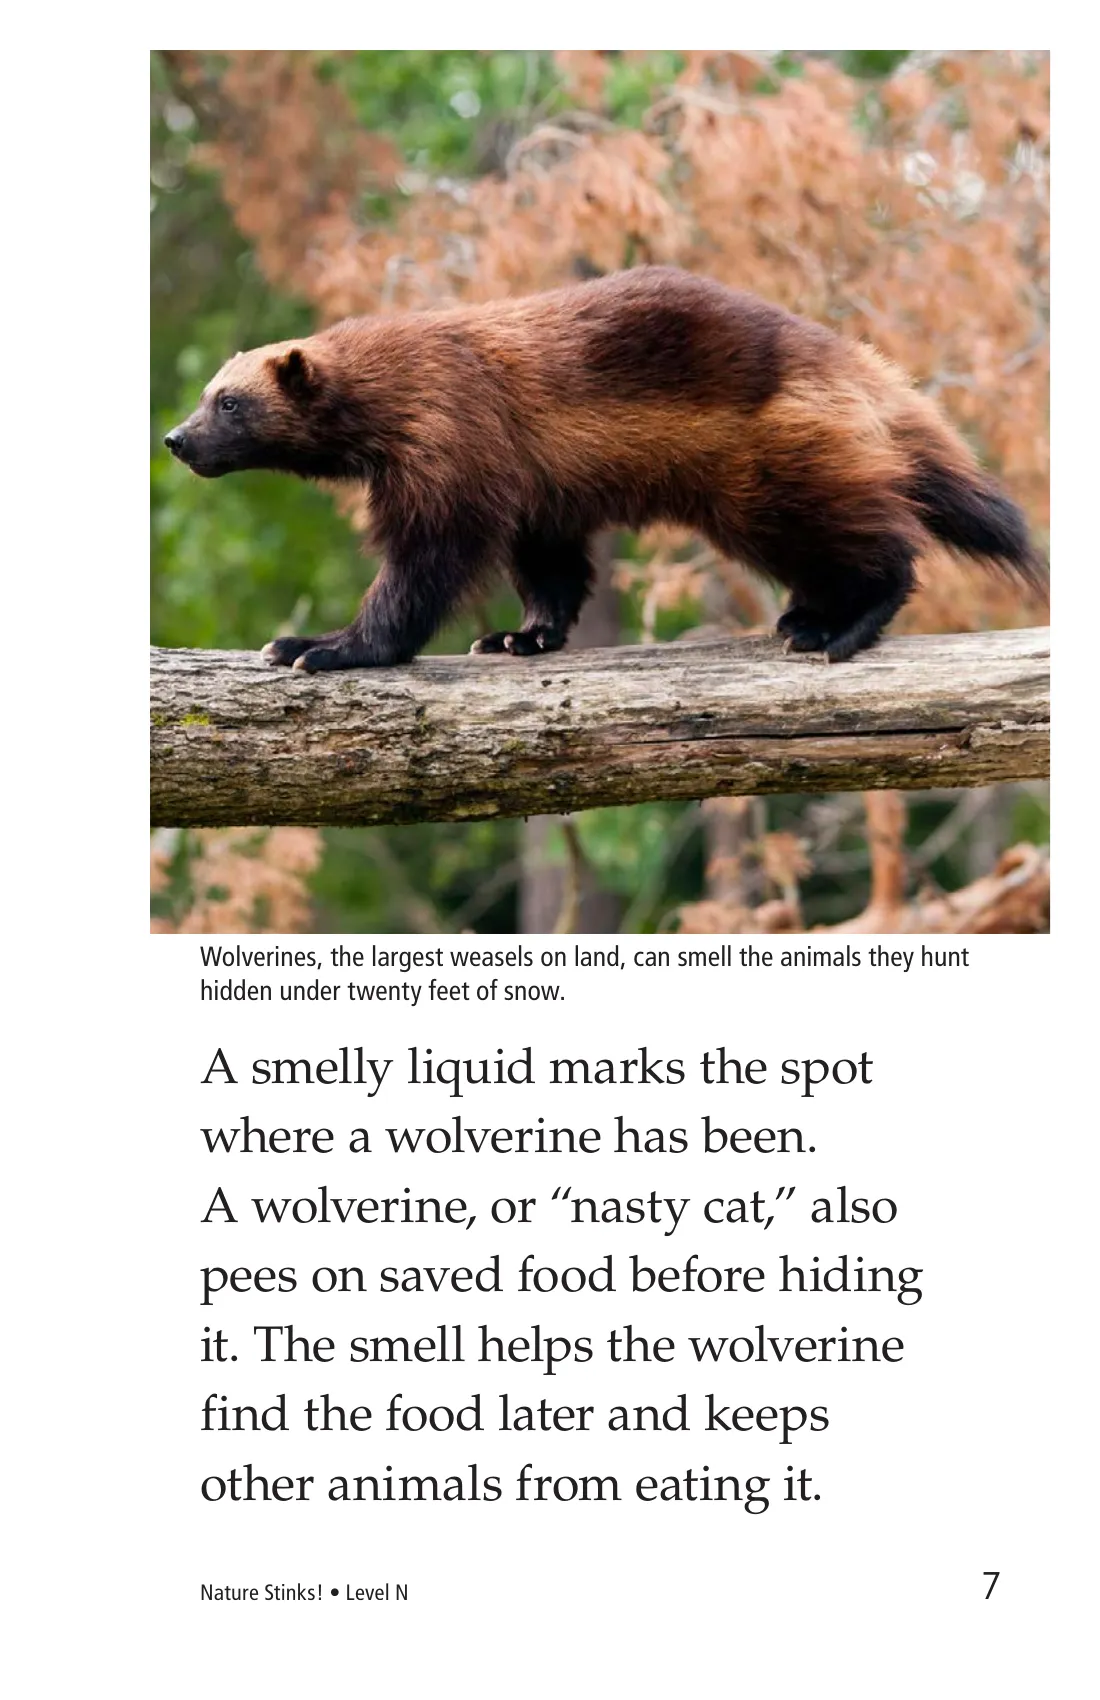 Wolverines, the largest weasels on land, can smell the animals they hunt
hidden under twenty feet of snow.
A smelly liquid marks the spot
where a wolverine has been.
A wolverine, or “nasty cat,” also
pees on saved food before hiding
it. The smell helps the wolverine
find the food later and keeps
other animals from eating it.
Nature Stinks! • Level N
7